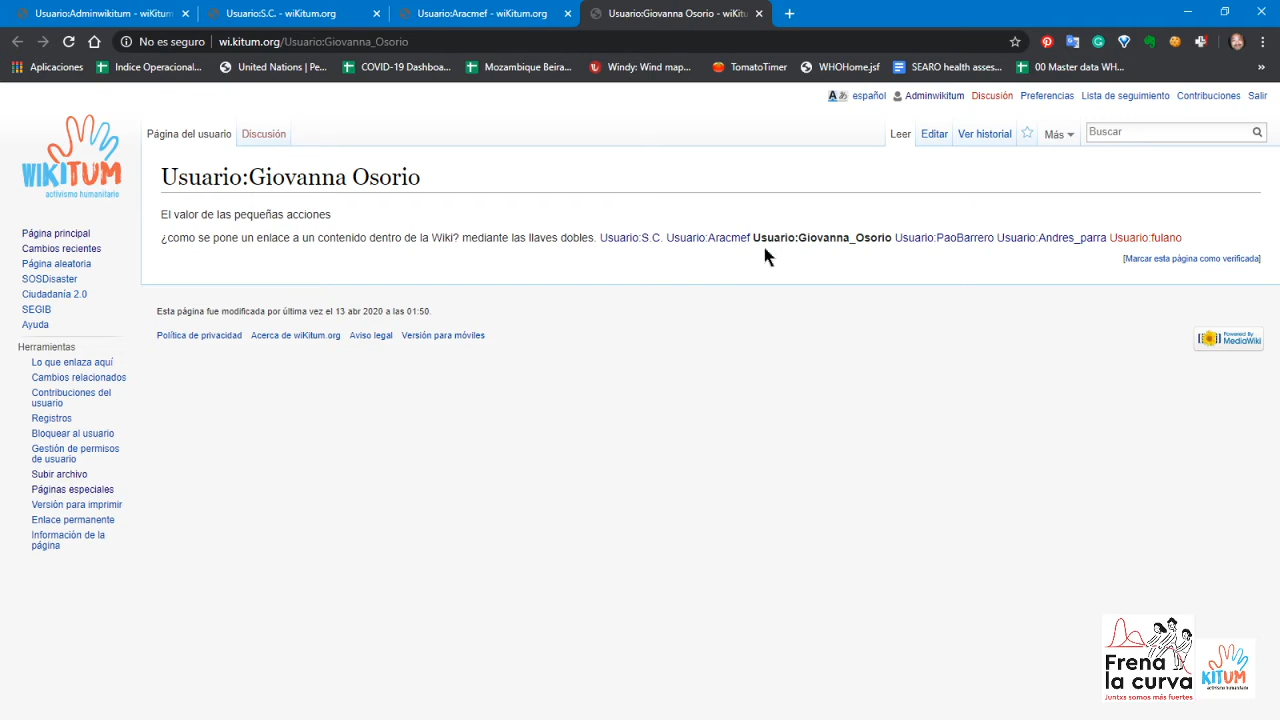 Usuario:Adminwikitum - wiKitum
Usuario:S.C. - wiKitum.org
Usuario:Aracmef - wiKitum.org
Usuario:Giovanna Osorio - wiKitu
No es seguro
wi.kitum.org/Usuario:Giovanna_Osorio
Aplicaciones
Indice Operacional...
United Nations | Pe...
COVID-19 Dashboa...
Mozambique Beira...
Windy: Wind map...
TomatoTimer
WHOHome.jsf
SEARO health asses...
00 Master data WH...
»
español
Adminwikitum
Discusión
Preferencias
Lista de seguimiento
Contribuciones
Salir
Página del usuario
Discusión
Leer
Editar
Ver historial
Más
Buscar
WIKITUM
activismo humanitario
Página principal
Cambios recientes
Página aleatoria
SOSDisaster
Ciudadanía 2.0
SEGIB
Ayuda
Herramientas
Lo que enlaza aquí
Cambios relacionados
Contribuciones del
usuario
Registros
Bloquear al usuario
Gestión de permisos
de usuario
Subir archivo
Páginas especiales
Versión para imprimir
Enlace permanente
Información de la
página
Usuario:Giovanna Osorio
El valor de las pequeñas acciones
¿como se pone un enlace a un contenido dentro de la Wiki? mediante las llaves dobles. Usuario:S.C. Usuario:Aracmef Usuario:Giovanna_Osorio Usuario:PaoBarrero Usuario:Andres_parra Usuario:fulano
[Marcar esta página como verificada]
Esta página fue modificada por última vez el 13 abr 2020 a las 01:50.
Política de privacidad
Acerca de wiKitum.org
Aviso legal
Versión para móviles
Powered By
MediaWiki
Frena
la curva
Juntxs somos más fuertes
KITUM
activismo humanitario